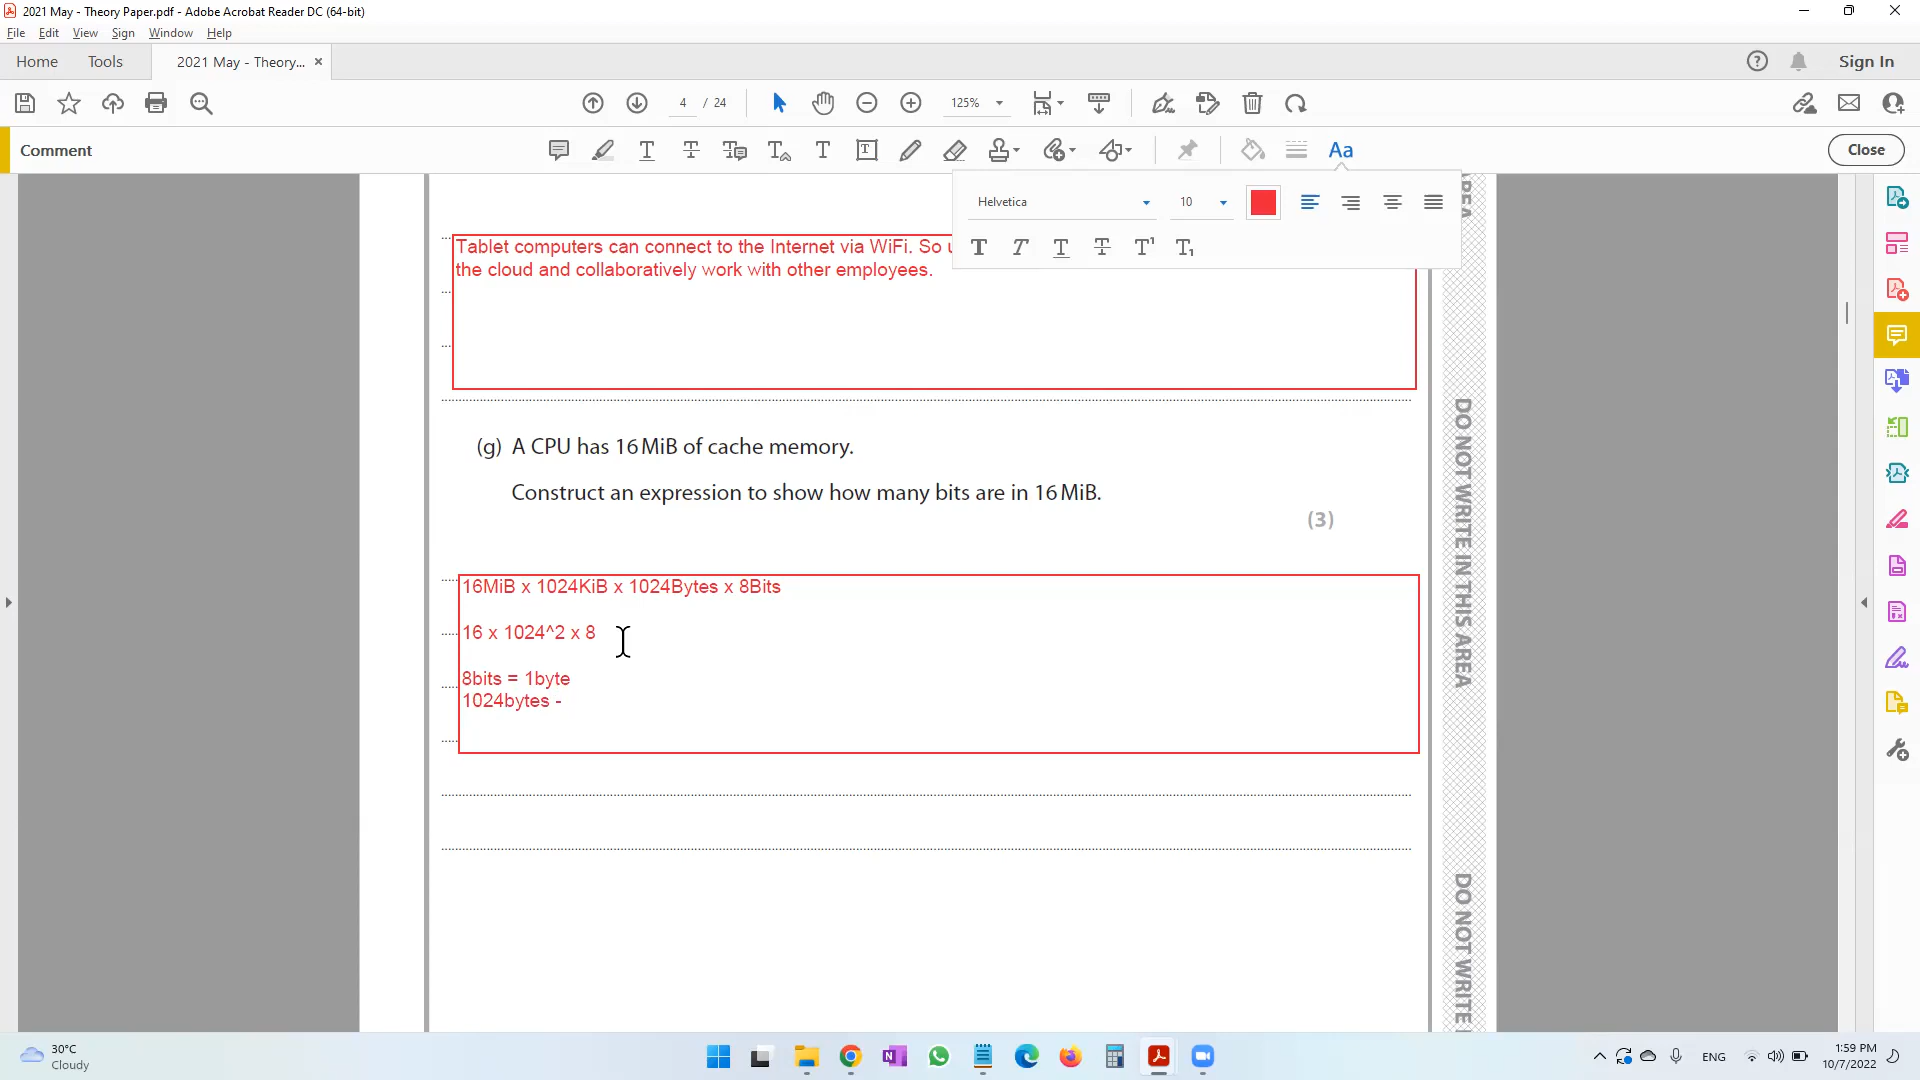 2021 May - Theory Paper.pdf - Adobe Acrobat Reader DC (64-bit)
File Edit View Sign Window Help
Home Tools 2021 May - Theory... × Sign In
4 / 24 125%
Comment Close
Helvetica 10
Tablet computers can connect to the Internet via WiFi. So
the cloud and collaboratively work with other employees.
(g) A CPU has 16 MiB of cache memory.
Construct an expression to show how many bits are in 16 MiB.
(3)
16MiB x 1024KiB x 1024Bytes x 8Bits
16 x 1024^2 x 8
8bits = 1byte
1024bytes -
AREA
DO NOT WRITE IN THIS AREA
DO NOT WRITE
30°C
Cloudy
ENG
1:59 PM
10/7/2022